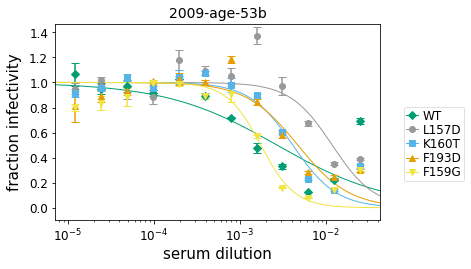 2009-age-53b
fraction infectivity
1.4
1.2
1.0
0.8
0.6
0.4
0.2
0.0
10⁻⁵
10⁻⁴
10⁻³
10⁻²
serum dilution
WT
L157D
K160T
F193D
F159G